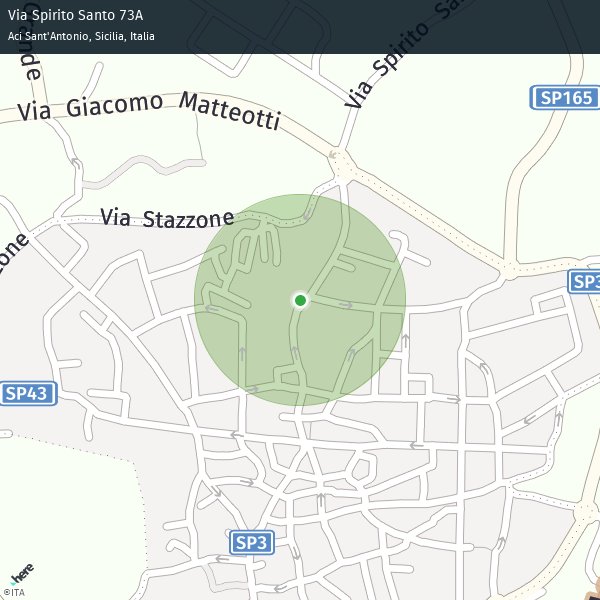 Via Spirito Santo 73A
Aci Sant'Antonio, Sicilia, Italia
Grande
Via Giacomo Matteotti
Via Spirito Sa
SP165
Via Stazzone
zone
SP3
SP43
SP3
here
©ITA